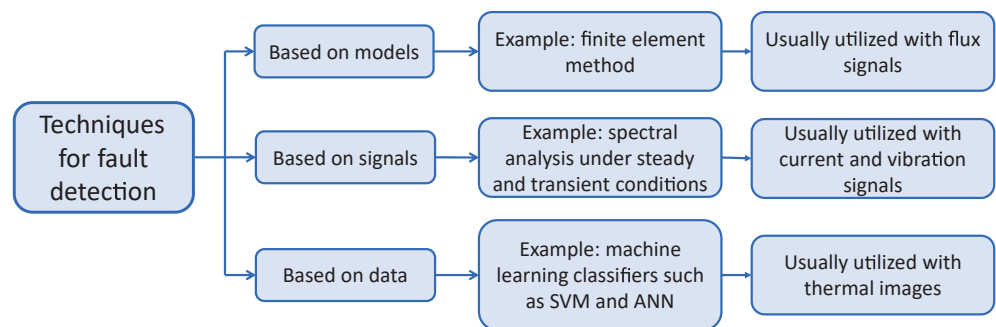 Techniques
for fault
detection
Based on models
Example: finite element
method
Usually utilized with flux
signals
Based on signals
Example: spectral
analysis under steady
and transient conditions
Usually utilized with
current and vibration
signals
Based on data
Example: machine
learning classifiers such
as SVM and ANN
Usually utilized with
thermal images